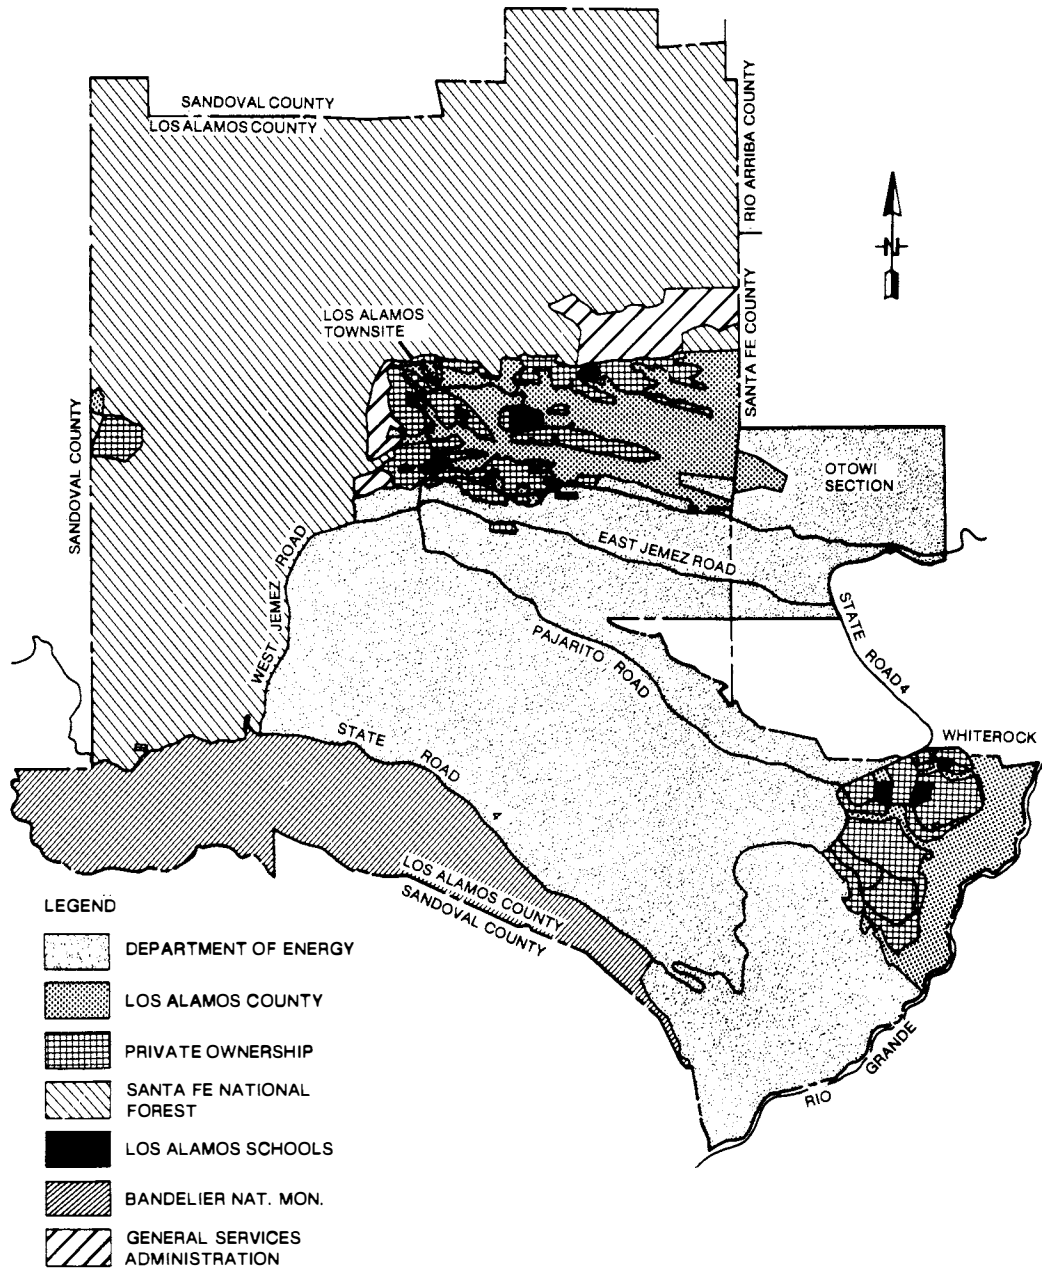 SANDOVAL COUNTY
LOS ALAMOS COUNTY
RIO ARRIBA COUNTY
N
SANTA FE COUNTY
LOS ALAMOS
TOWNSITE
SANDOVAL COUNTY
OTOWI
SECTION
WEST JEMEZ ROAD
EAST JEMEZ ROAD
STATE ROAD 4
PAJARITO ROAD
STATE ROAD 4
WHITEROCK
LOS ALAMOS COUNTY
SANDOVAL COUNTY
RIO GRANDE
LEGEND
DEPARTMENT OF ENERGY
LOS ALAMOS COUNTY
PRIVATE OWNERSHIP
SANTA FE NATIONAL
FOREST
LOS ALAMOS SCHOOLS
BANDELIER NAT. MON.
GENERAL SERVICES
ADMINISTRATION